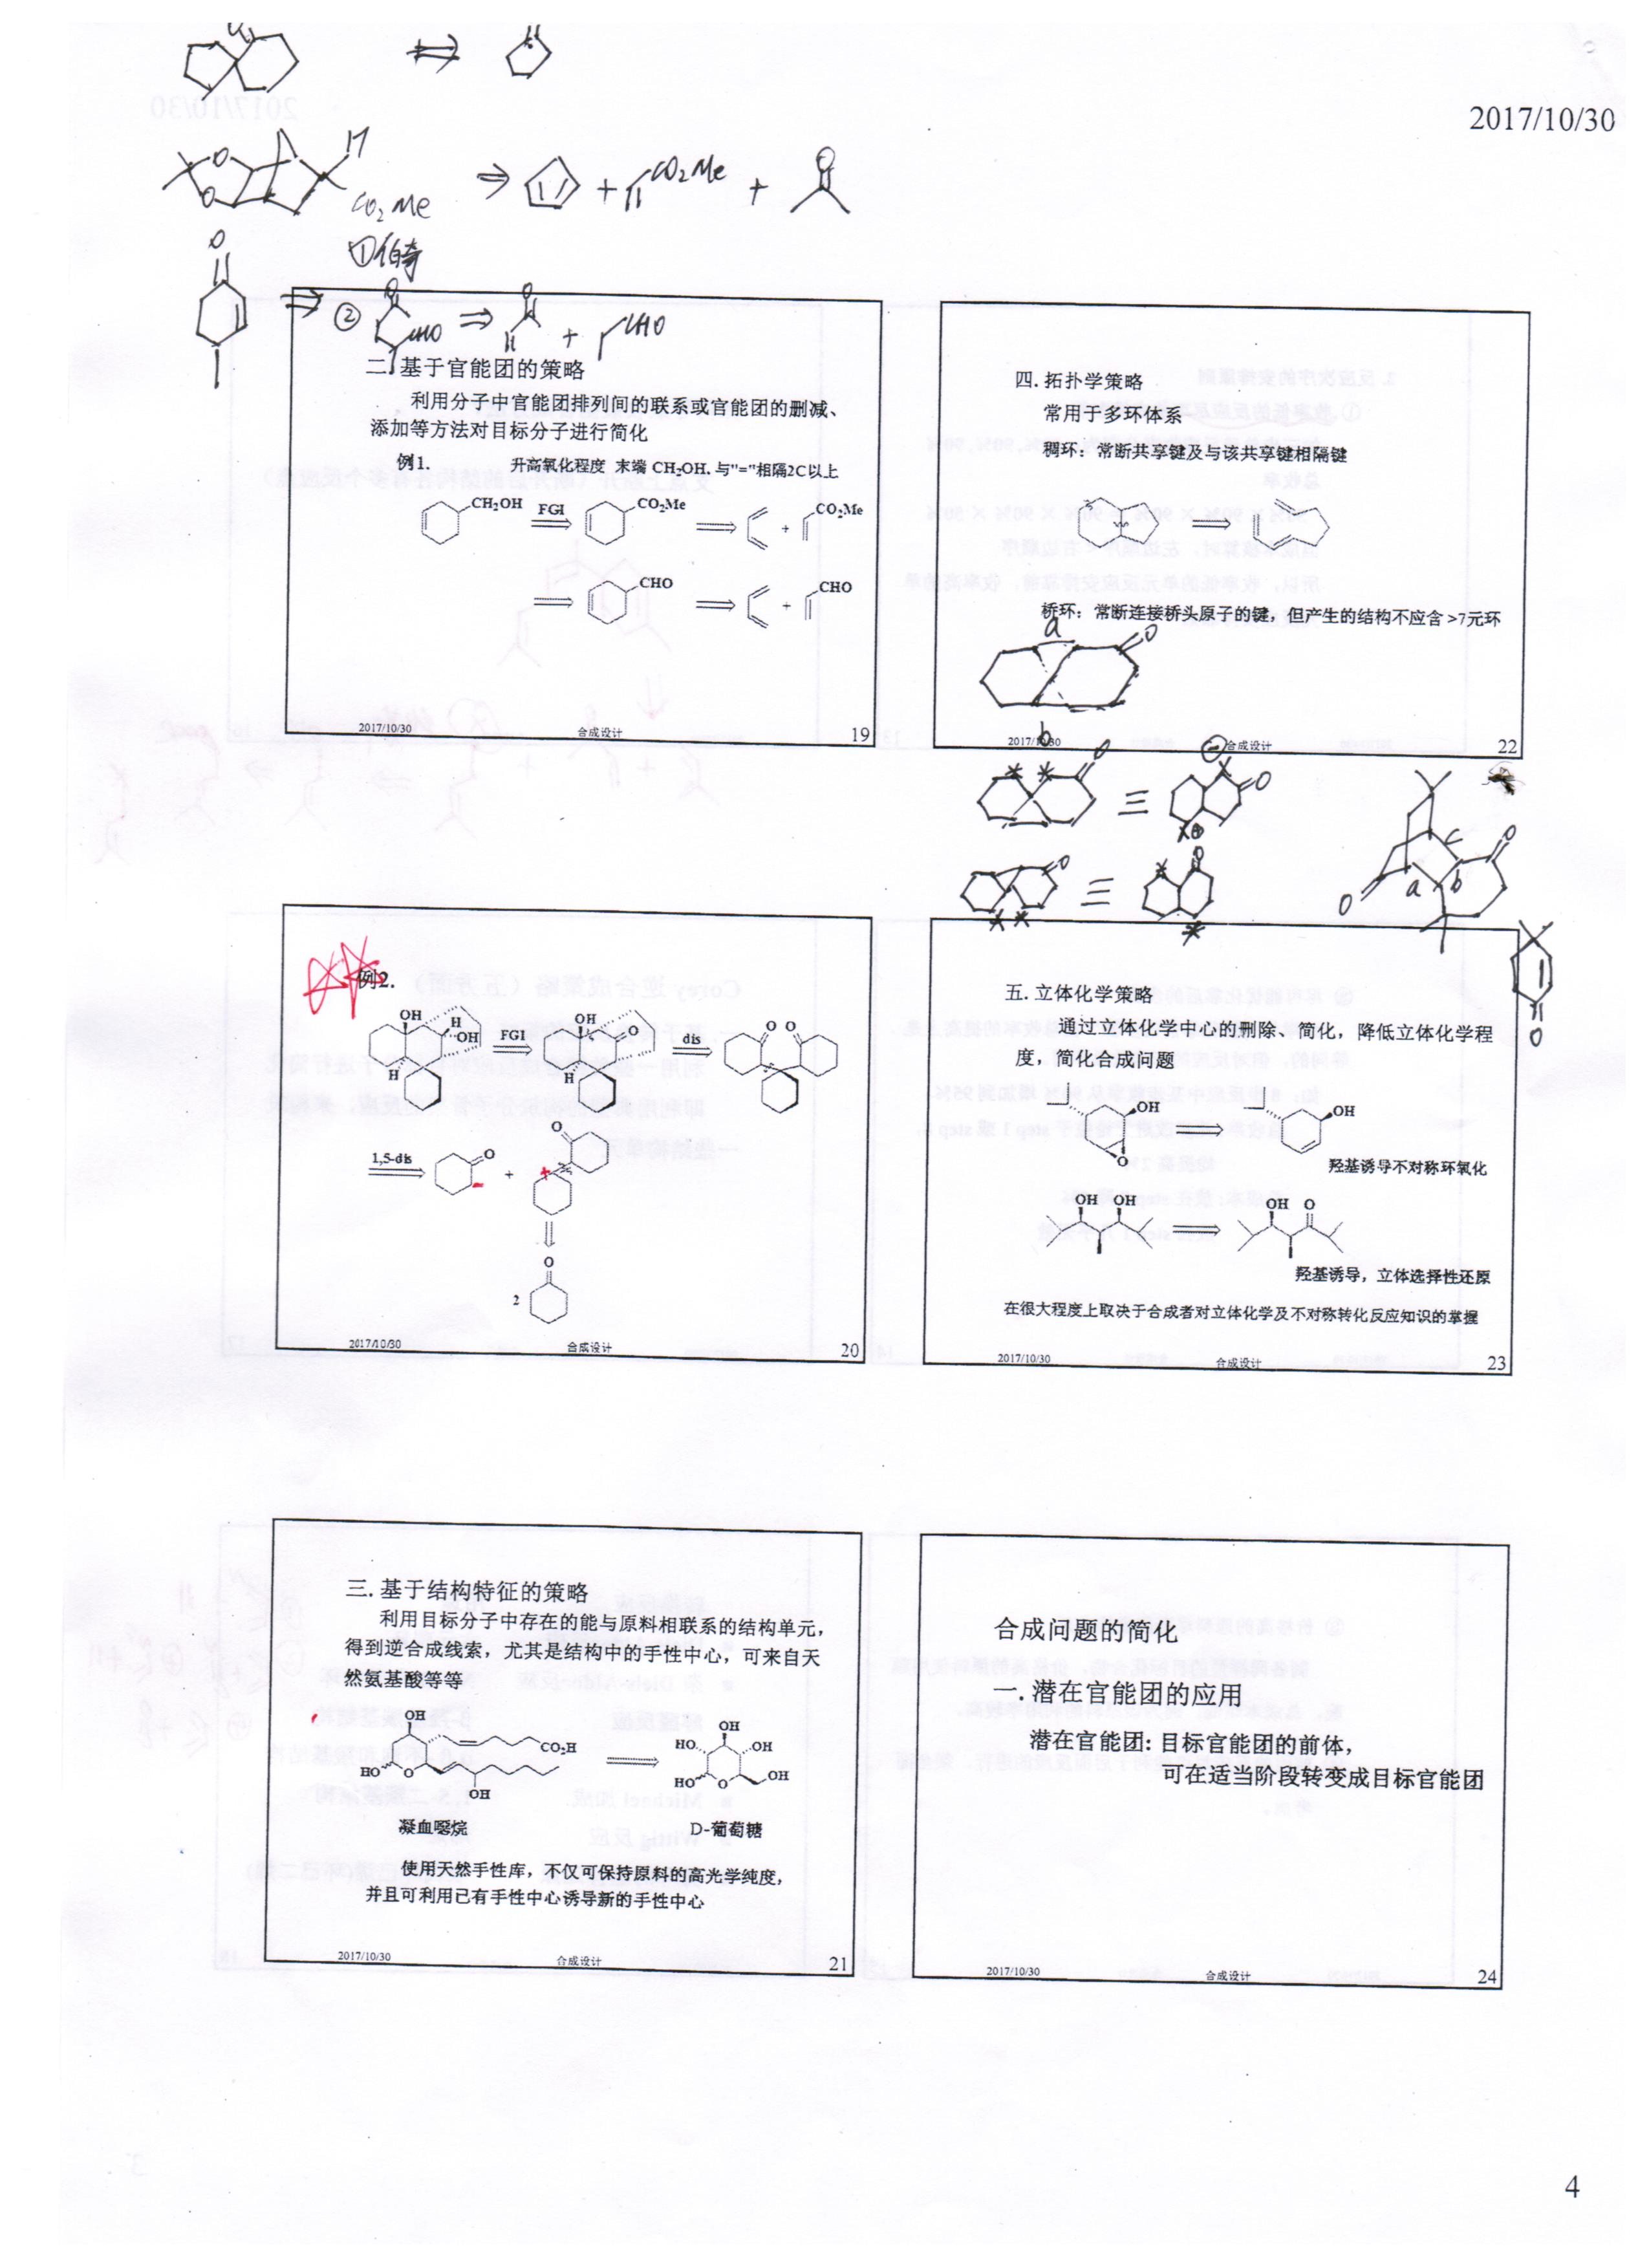 2017/10/30
H
CO₂Me
CO₂Me
+
+
O
O
O
①伯奇
②
CHO
H
+
CHO
二.基于官能团的策略
利用分子中官能团排列间的联系或官能团的删减、
添加等方法对目标分子进行简化
例1.
升高氧化程度 末端 CH₂OH. 与"="相隔2C以上
CH₂OH
FGI
CO₂Me
+
CO₂Me
CHO
+
CHO
2017/10/30
合成设计
19
例2.
OH
H
OH
H
FGI
OH
O
H
dis
O O
1,5-dis
O
+
O
O
2
2017/10/30
合成设计
20
三.基于结构特征的策略
利用目标分子中存在的能与原料相联系的结构单元，
得到逆合成线索，尤其是结构中的手性中心，可来自天
然氨基酸等等
OH
CO₂H
HO
O
OH
OH
HO
OH
HO
O
OH
凝血噁烷
D-葡萄糖
使用天然手性库，不仅可保持原料的高光学纯度，
并且可利用已有手性中心诱导新的手性中心
2017/10/30
合成设计
21
四.拓扑学策略
常用于多环体系
稠环：常断共享键及与该共享键相隔键
桥环：常断连接桥头原子的键，但产生的结构不应含>7元环
a
O
b
2017/10/30
合成设计
22
O
O
O
O
c
a
b
O
O
O
五.立体化学策略
通过立体化学中心的删除、简化，降低立体化学程
度，简化合成问题
OH
O
OH
羟基诱导不对称环氧化
OH OH
OH O
羟基诱导，立体选择性还原
在很大程度上取决于合成者对立体化学及不对称转化反应知识的掌握
2017/10/30
合成设计
23
合成问题的简化
一.潜在官能团的应用
潜在官能团: 目标官能团的前体，
可在适当阶段转变成目标官能团
2017/10/30
合成设计
24
4